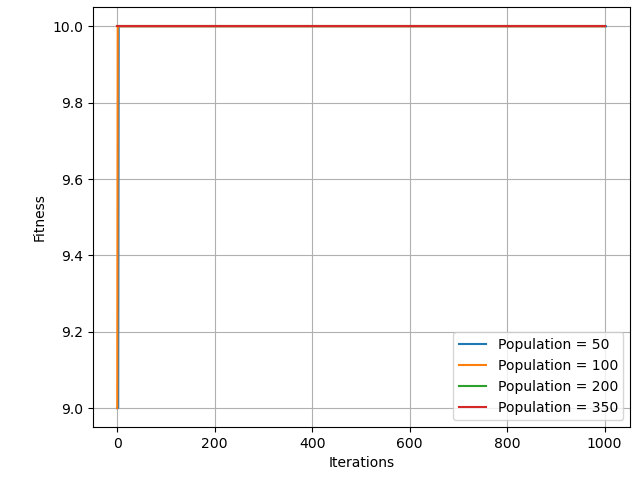 10.0
9.8
9.6
9.4
9.2
9.0
Fitness
0 200 400 600 800 1000
Iterations
Population = 50
Population = 100
Population = 200
Population = 350